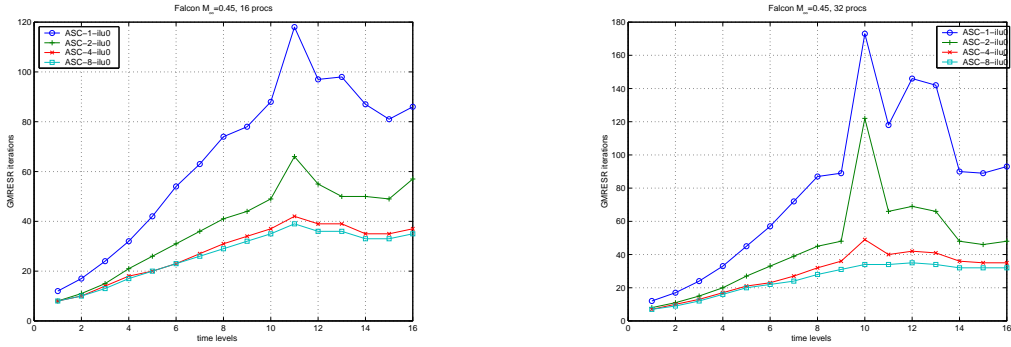 Falcon M_∞=0.45, 16 procs
120
100
80
60
40
20
0
GMRESR iterations
ASC-1-ilu0
ASC-2-ilu0
ASC-4-ilu0
ASC-8-ilu0
0 2 4 6 8 10 12 14 16
time levels
Falcon M_∞=0.45, 32 procs
180
160
140
120
100
80
60
40
20
0
GMRESR iterations
ASC-1-ilu0
ASC-2-ilu0
ASC-4-ilu0
ASC-8-ilu0
0 2 4 6 8 10 12 14 16
time levels